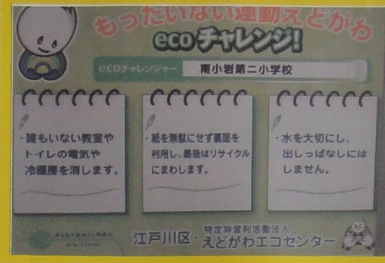 もったいない運動えとがわ
ecoチャレンジ!
ecoチャレンジャー 南小岩第二小学校
・誰もいない教室や
トイレの電気や
冷暖房を消します。
・紙を無駄にせず裏面を
利用し、最後はリサイクル
にまわします。
・水を大切にし、
出しっぱなしには
しません。
江戸川区・特定非営利活動法人
えどがわエコセンター